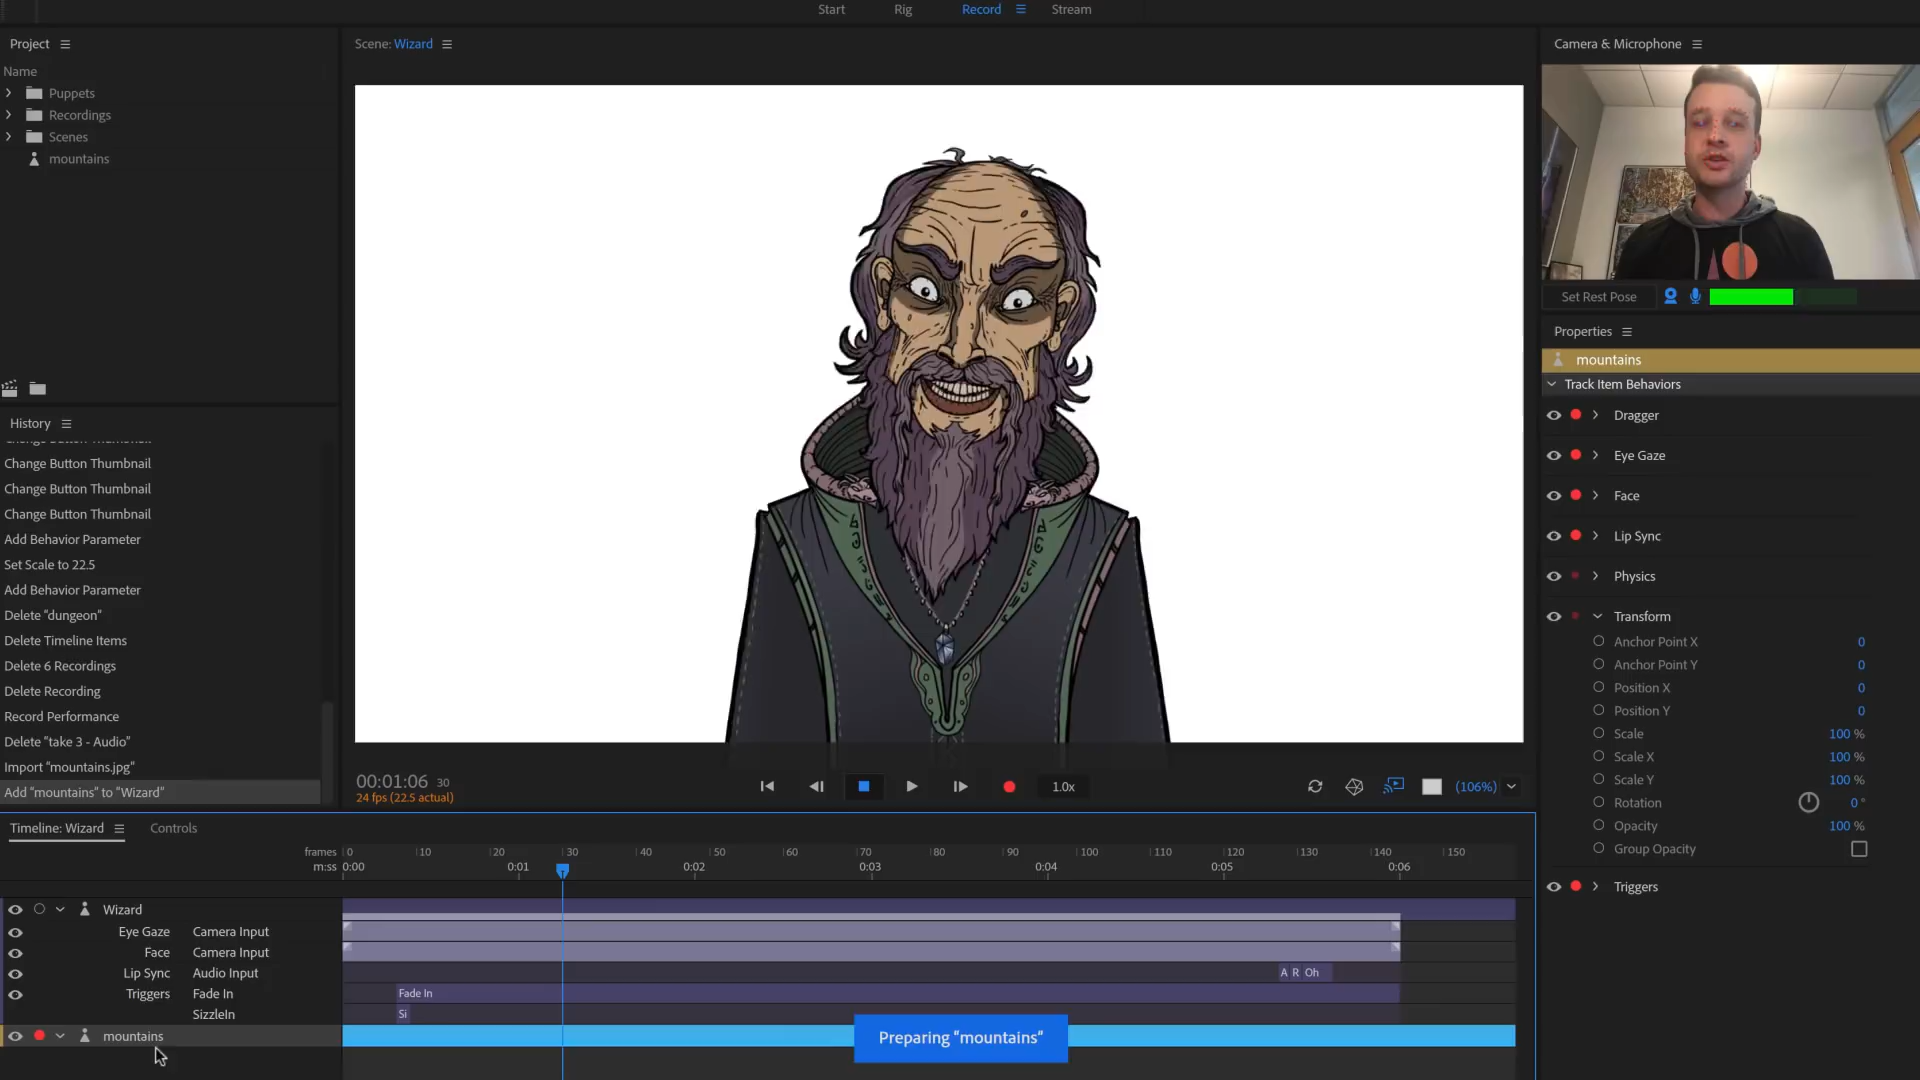 Start
Rig
Record
Stream
Project
Scene: Wizard
Camera & Microphone
Name
Puppets
Recordings
Scenes
mountains
Set Rest Pose
Properties
mountains
Track Item Behaviors
Dragger
Eye Gaze
Face
Lip Sync
Physics
Transform
Anchor Point X 0
Anchor Point Y 0
Position X 0
Position Y 0
Scale 100 %
Scale X 100 %
Scale Y 100 %
Rotation 0 °
Opacity 100 %
Group Opacity
Triggers
History
Change Button Thumbnail
Change Button Thumbnail
Change Button Thumbnail
Change Button Thumbnail
Add Behavior Parameter
Set Scale to 22.5
Add Behavior Parameter
Delete "dungeon"
Delete Timeline Items
Delete 6 Recordings
Delete Recording
Record Performance
Delete "take 3 - Audio"
Import "mountains.jpg"
Add "mountains" to "Wizard"
00:01:06 30
24 fps (22.5 actual)
1.0x
(106%)
Timeline: Wizard
Controls
frames 0 10 20 30 40 50 60 70 80 90 100 110 120 130 140 150
m:ss 0:00 0:01 0:02 0:03 0:04 0:05 0:06
Wizard
Eye Gaze Camera Input
Face Camera Input
Lip Sync Audio Input A R Oh
Triggers Fade In Fade In
SizzleIn Si
mountains
Preparing "mountains"